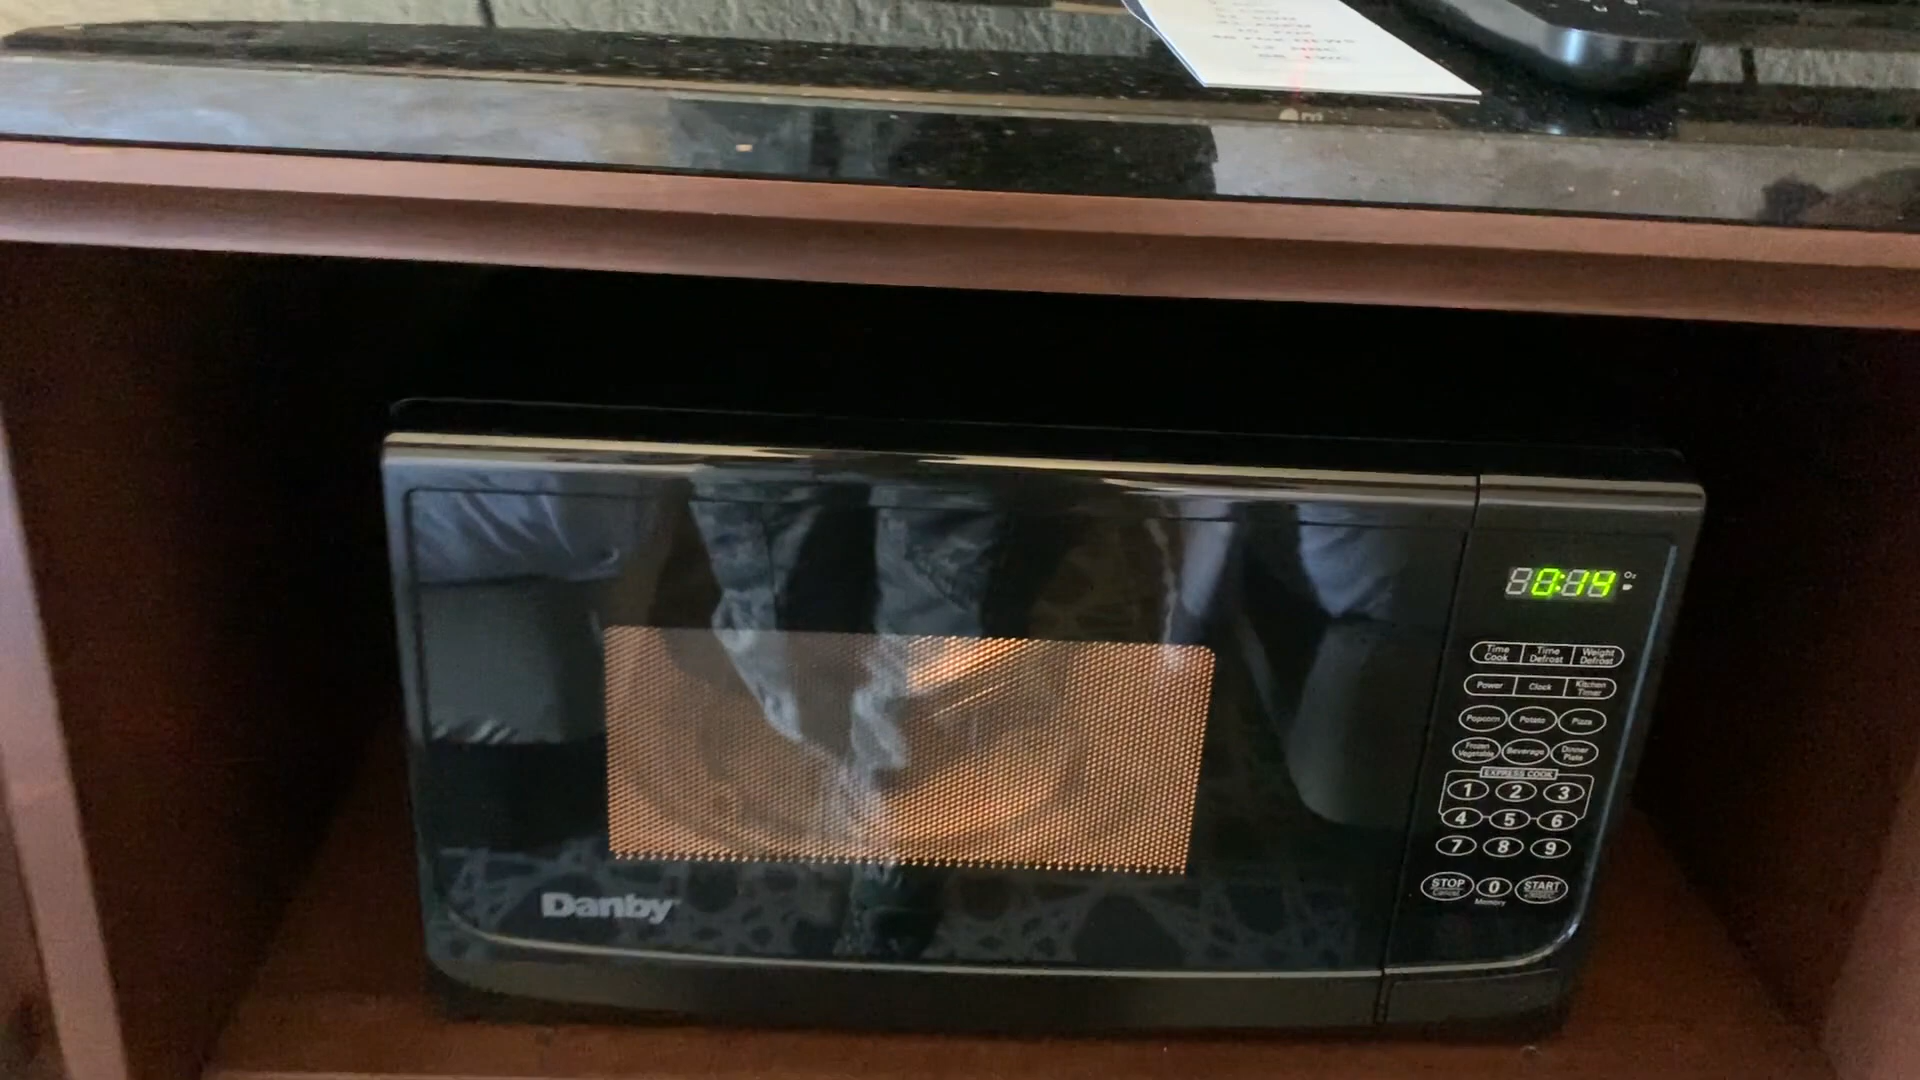 0:14
Time Cook
Time Defrost
Weight Defrost
Power
Clock
Kitchen Timer
Popcorn
Potato
Pizza
Frozen Vegetable
Beverage
Dinner Plate
EXPRESS COOK
1 2 3
4 5 6
7 8 9
STOP
Cancel
0
Memory
START
Danby